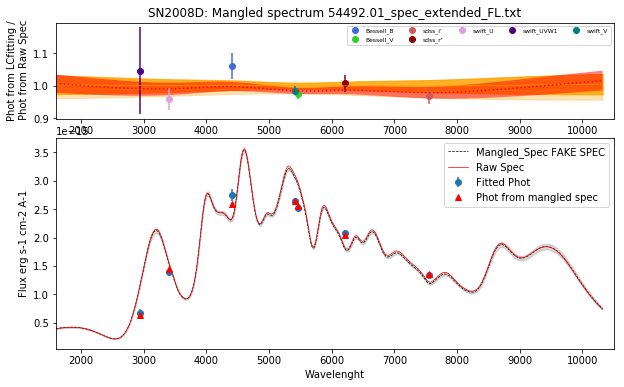 SN2008D: Mangled spectrum 54492.01_spec_extended_FL.txt
Phot from LCfitting /
Phot from Raw Spec
1.1
1.0
0.9
Bessell_B
Bessell_V
sdss_i'
sdss_r'
swift_U
swift_UVW1
swift_V
2000 3000 4000 5000 6000 7000 8000 9000 10000
Flux erg s-1 cm-2 A-1
3.5
3.0
2.5
2.0
1.5
1.0
0.5
Mangled_Spec FAKE SPEC
Raw Spec
Fitted Phot
Phot from mangled spec
2000 3000 4000 5000 6000 7000 8000 9000 10000
Wavelenght